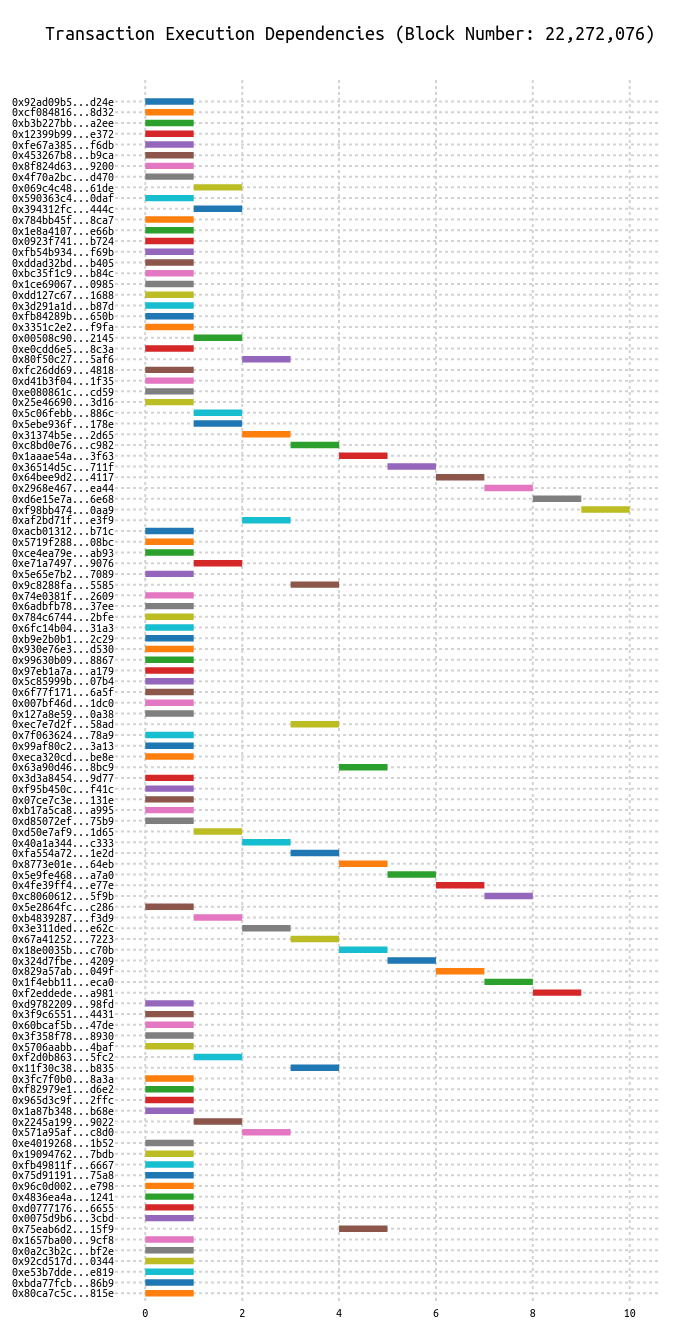 Transaction Execution Dependencies (Block Number: 22,272,076)
0x92ad09b5...d24e
0xcf084816...8d32
0xb3b227bb...a2ee
0x12399b99...e372
0xfe67a385...f6db
0x453267b8...b9ca
0x8f824d63...9200
0x4f70a2bc...d470
0x069c4c48...61de
0x590363c4...0daf
0x394312fc...444c
0x784bb45f...8ca7
0x1e8a4107...e66b
0x0923f741...b724
0xfb54b934...f69b
0xddad32bd...b405
0xbc35f1c9...b84c
0x1ce69067...0985
0xdd127c67...1688
0x3d291a1d...b87d
0xfb84289b...650b
0x3351c2e2...f9fa
0x00508c90...2145
0xe0cdd6e5...8c3a
0x80f50c27...5af6
0xfc26dd69...4818
0xd41b3f04...1f35
0xe080861c...cd59
0x25e46690...3d16
0x5c06febb...886c
0x5ebe936f...178e
0x31374b5e...2d65
0xc8bd0e76...c982
0x1aaae54a...3f63
0x36514d5c...711f
0x64bee9d2...4117
0x2968e467...ea44
0xd6e15e7a...6e68
0xf98bb474...0aa9
0xaf2bd71f...e3f9
0xacb01312...b71c
0x5719f288...08bc
0xce4ea79e...ab93
0xe71a7497...9076
0x5e65e7b2...7089
0x9c8288fa...5585
0x74e0381f...2609
0x6adbfb78...37ee
0x784c6744...2bfe
0x6fc14b04...31a3
0xb9e2b0b1...2c29
0x930e76e3...d530
0x99630b09...8867
0x97eb1a7a...a179
0x5c85999b...07b4
0x6f77f171...6a5f
0x007bf46d...1dc0
0x127a8e59...0a38
0xec7e7d2f...58ad
0x7f063624...78a9
0x99af80c2...3a13
0xeca320cd...be8e
0x63a90d46...8bc9
0x3d3a8454...9d77
0xf95b450c...f41c
0x07ce7c3e...131e
0xb17a5ca8...a995
0xd85072ef...75b9
0xd50e7af9...1d65
0x40a1a344...c333
0xfa554a72...1e2d
0x8773e01e...64eb
0x5e9fe468...a7a0
0x4fe39ff4...e77e
0xc8060612...5f9b
0x5e2864fc...c286
0xb4839287...f3d9
0x3e311ded...e62c
0x67a41252...7223
0x18e0035b...c70b
0x324d7fbe...4209
0x829a57ab...049f
0x1f4ebb11...eca0
0xf2eddede...a981
0xd9782209...98fd
0x3f9c6551...4431
0x60bcaf5b...47de
0x3f358f78...8930
0x5706aabb...4baf
0xf2d0b863...5fc2
0x11f30c38...b835
0x3fc7f0b0...8a3a
0xf82979e1...d6e2
0x965d3c9f...2ffc
0x1a87b348...b68e
0x2245a199...9022
0x571a95af...c8d0
0xe4019268...1b52
0x19094762...7bdb
0xfb49811f...6667
0x75d91191...75a8
0x96c0d002...e798
0x4836ea4a...1241
0xd0777176...6655
0x0075d9b6...3cbd
0x75eab6d2...15f9
0x1657ba00...9cf8
0x0a2c3b2c...bf2e
0x92cd517d...0344
0xe53b7dde...e819
0xbda77fcb...86b9
0x80ca7c5c...815e
0 2 4 6 8 10